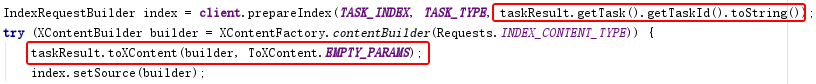 IndexRequestBuilder index = client.prepareIndex(TASK_INDEX, TASK_TYPE, taskResult.getTask().getTaskId().toString());
try (XContentBuilder builder = XContentFactory.contentBuilder(Requests.INDEX_CONTENT_TYPE)) {
taskResult.toXContent(builder, ToXContent.EMPTY_PARAMS);
index.setSource(builder);